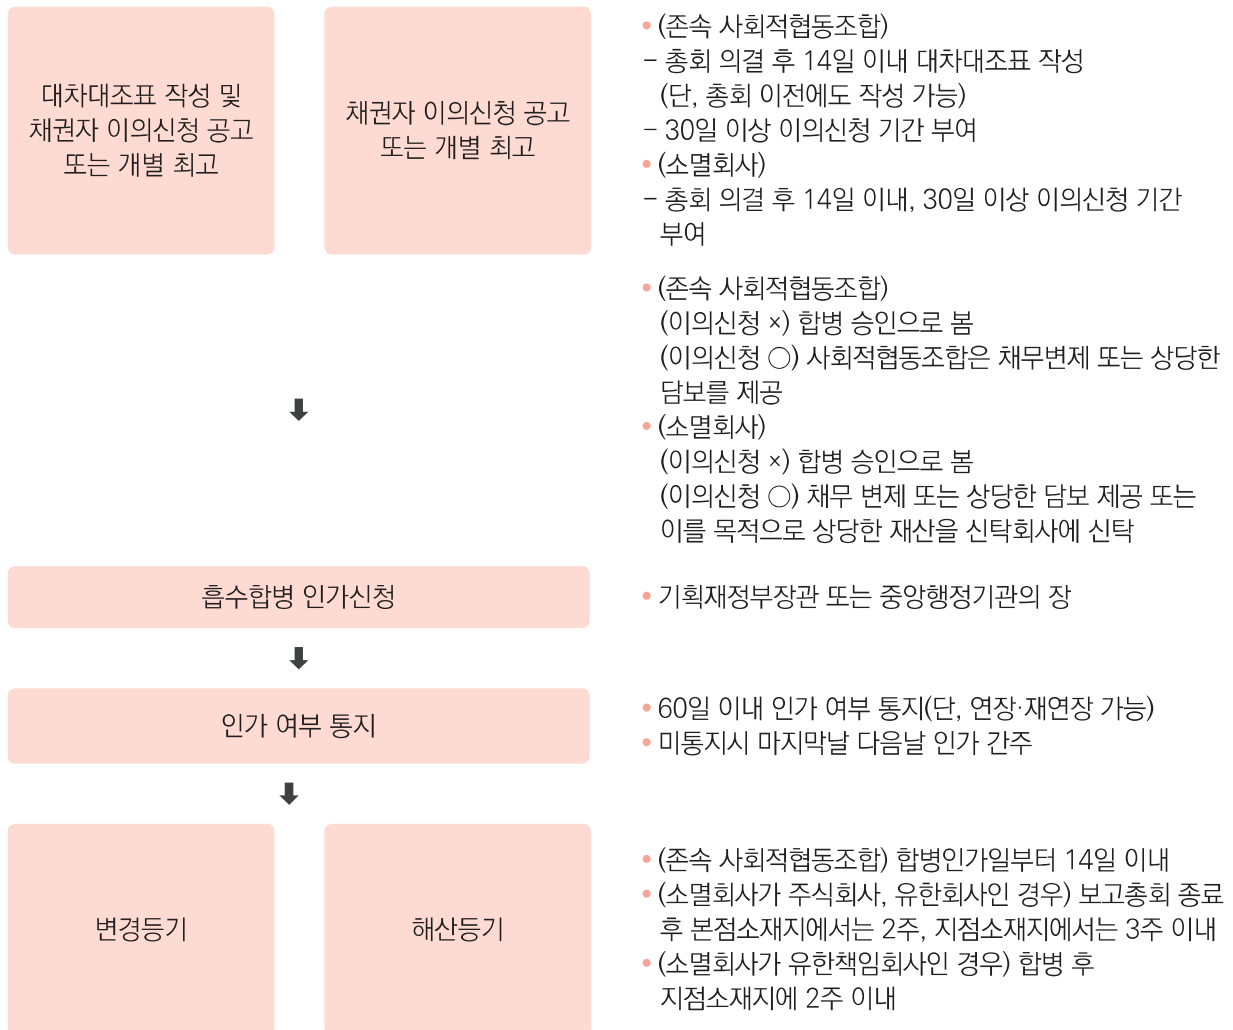 대차대조표 작성 및
채권자 이의신청 공고
또는 개별 최고
채권자 이의신청 공고
또는 개별 최고
• (존속 사회적협동조합)
– 총회 의결 후 14일 이내 대차대조표 작성
(단, 총회 이전에도 작성 가능)
– 30일 이상 이의신청 기간 부여
• (소멸회사)
– 총회 의결 후 14일 이내, 30일 이상 이의신청 기간
부여
• (존속 사회적협동조합)
(이의신청 ×) 합병 승인으로 봄
(이의신청 ○) 사회적협동조합은 채무변제 또는 상당한
담보를 제공
• (소멸회사)
(이의신청 ×) 합병 승인으로 봄
(이의신청 ○) 채무 변제 또는 상당한 담보 제공 또는
이를 목적으로 상당한 재산을 신탁회사에 신탁
흡수합병 인가신청
• 기획재정부장관 또는 중앙행정기관의 장
인가 여부 통지
• 60일 이내 인가 여부 통지(단, 연장·재연장 가능)
• 미통지시 마지막날 다음날 인가 간주
변경등기
해산등기
• (존속 사회적협동조합) 합병인가일부터 14일 이내
• (소멸회사가 주식회사, 유한회사인 경우) 보고총회 종료
후 본점소재지에서는 2주, 지점소재지에서는 3주 이내
• (소멸회사가 유한책임회사인 경우) 합병 후
지점소재지에 2주 이내